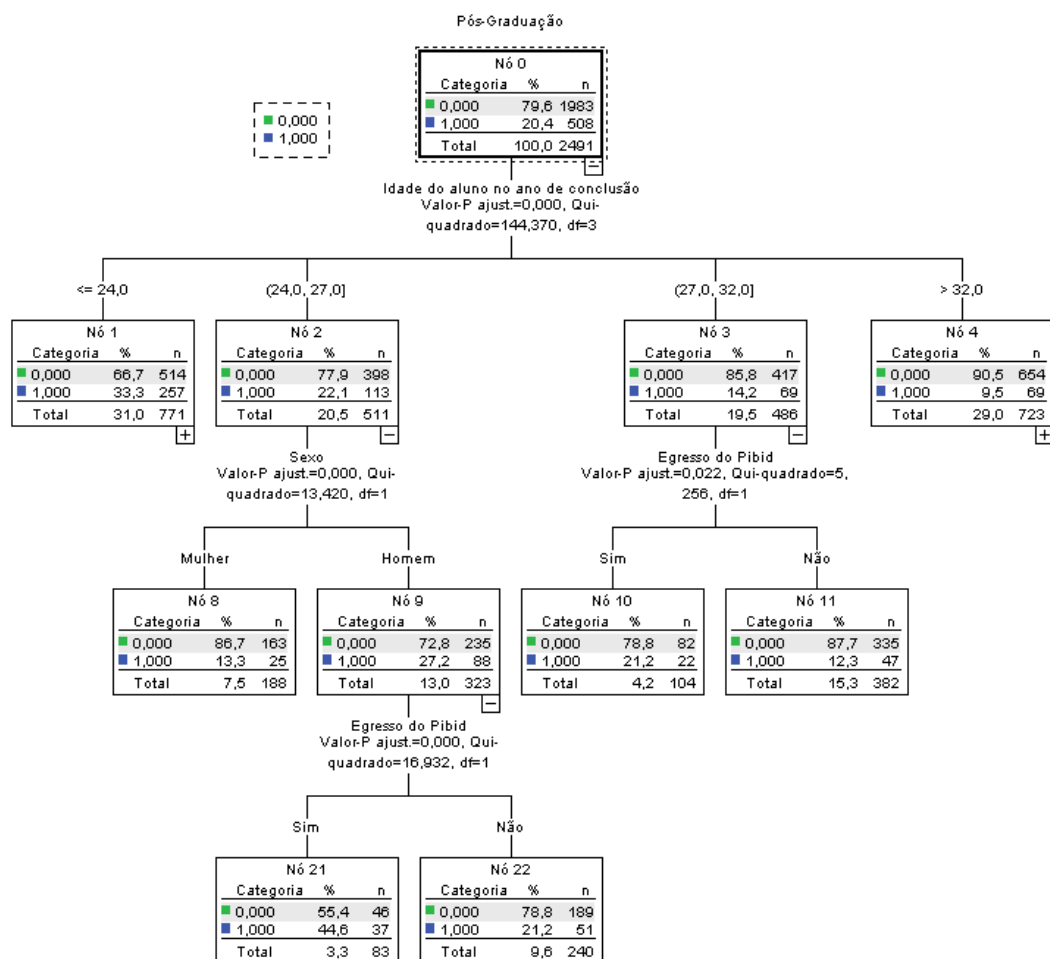 Pós-Graduação
Nó 0
Categoria % n
0,000 79,6 1983
1,000 20,4 508
Total 100,0 2491
0,000
1,000
Idade do aluno no ano de conclusão
Valor-P ajust.=0,000, Qui-
quadrado=144,370, df=3
<= 24,0
(24,0, 27,0]
(27,0, 32,0]
> 32,0
Nó 1
Categoria % n
0,000 66,7 514
1,000 33,3 257
Total 31,0 771
Nó 2
Categoria % n
0,000 77,9 398
1,000 22,1 113
Total 20,5 511
Nó 3
Categoria % n
0,000 85,8 417
1,000 14,2 69
Total 19,5 486
Nó 4
Categoria % n
0,000 90,5 654
1,000 9,5 69
Total 29,0 723
Sexo
Valor-P ajust.=0,000, Qui-
quadrado=13,420, df=1
Egresso do Pibid
Valor-P ajust.=0,022, Qui-quadrado=5,
256, df=1
Mulher
Homem
Sim
Não
Nó 8
Categoria % n
0,000 86,7 163
1,000 13,3 25
Total 7,5 188
Nó 9
Categoria % n
0,000 72,8 235
1,000 27,2 88
Total 13,0 323
Nó 10
Categoria % n
0,000 78,8 82
1,000 21,2 22
Total 4,2 104
Nó 11
Categoria % n
0,000 87,7 335
1,000 12,3 47
Total 15,3 382
Egresso do Pibid
Valor-P ajust.=0,000, Qui-
quadrado=16,932, df=1
Sim
Não
Nó 21
Categoria % n
0,000 55,4 46
1,000 44,6 37
Total 3,3 83
Nó 22
Categoria % n
0,000 78,8 189
1,000 21,2 51
Total 9,6 240